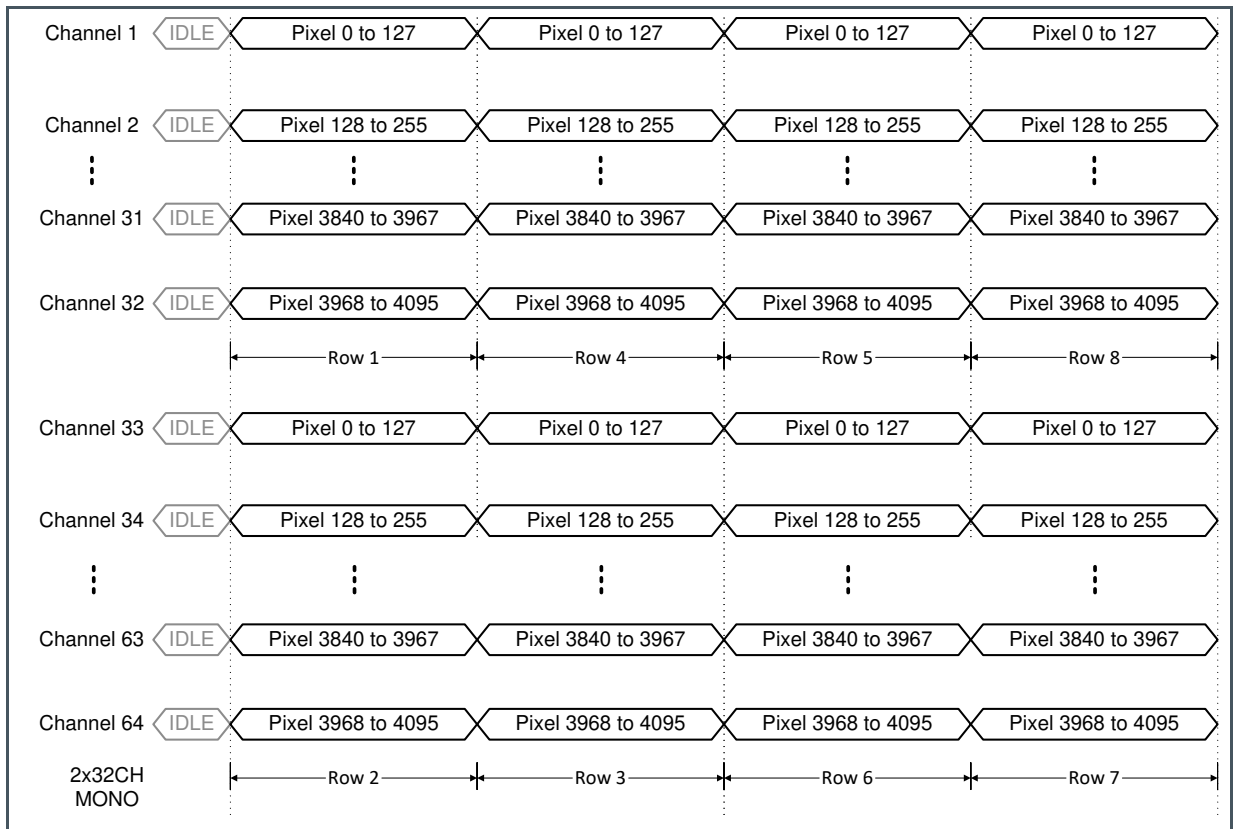 Channel 1 IDLE Pixel 0 to 127 Pixel 0 to 127 Pixel 0 to 127 Pixel 0 to 127
Channel 2 IDLE Pixel 128 to 255 Pixel 128 to 255 Pixel 128 to 255 Pixel 128 to 255
Channel 31 IDLE Pixel 3840 to 3967 Pixel 3840 to 3967 Pixel 3840 to 3967 Pixel 3840 to 3967
Channel 32 IDLE Pixel 3968 to 4095 Pixel 3968 to 4095 Pixel 3968 to 4095 Pixel 3968 to 4095
Row 1 Row 4 Row 5 Row 8
Channel 33 IDLE Pixel 0 to 127 Pixel 0 to 127 Pixel 0 to 127 Pixel 0 to 127
Channel 34 IDLE Pixel 128 to 255 Pixel 128 to 255 Pixel 128 to 255 Pixel 128 to 255
Channel 63 IDLE Pixel 3840 to 3967 Pixel 3840 to 3967 Pixel 3840 to 3967 Pixel 3840 to 3967
Channel 64 IDLE Pixel 3968 to 4095 Pixel 3968 to 4095 Pixel 3968 to 4095 Pixel 3968 to 4095
2x32CH Row 2 Row 3 Row 6 Row 7
MONO